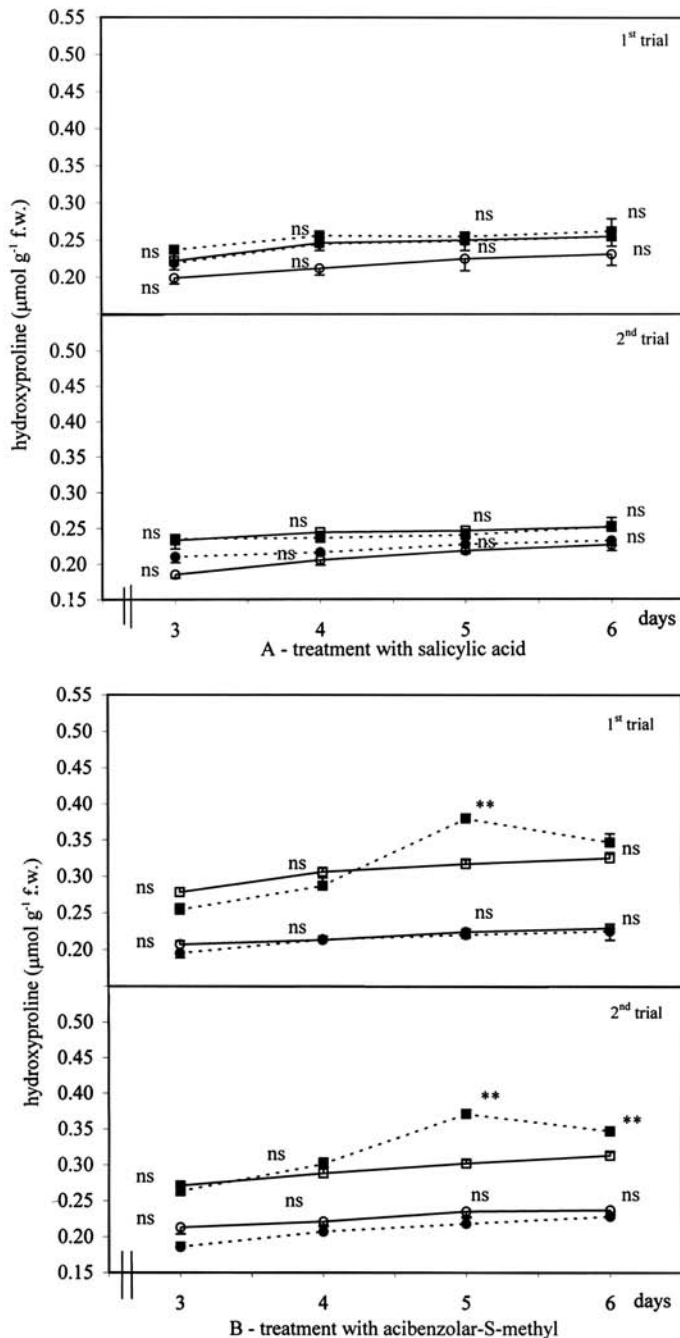 0.55
1st trial
0.50
0.45
0.40
0.35
0.30
ns ns
ns
0.25
ns ns
ns
ns
0.20
ns
hydroxyproline (µmol g-1 f.w.)
2nd trial
0.50
0.45
0.40
0.35
0.30
ns ns ns
ns
0.25
ns
ns
ns
0.20
ns
0.15
3 4 5 6 days
A - treatment with salicylic acid
0.55
1st trial
0.50
0.45
0.40
**
0.35
ns ns
0.30
ns
0.25
ns ns
ns
ns
0.20
hydroxyproline (µmol g-1 f.w.)
2nd trial
0.50
0.45
0.40
**
**
0.35
ns
0.30
ns
0.25
ns ns ns
ns
0.20
0.15
3 4 5 6 days
B - treatment with acibenzolar-S-methyl